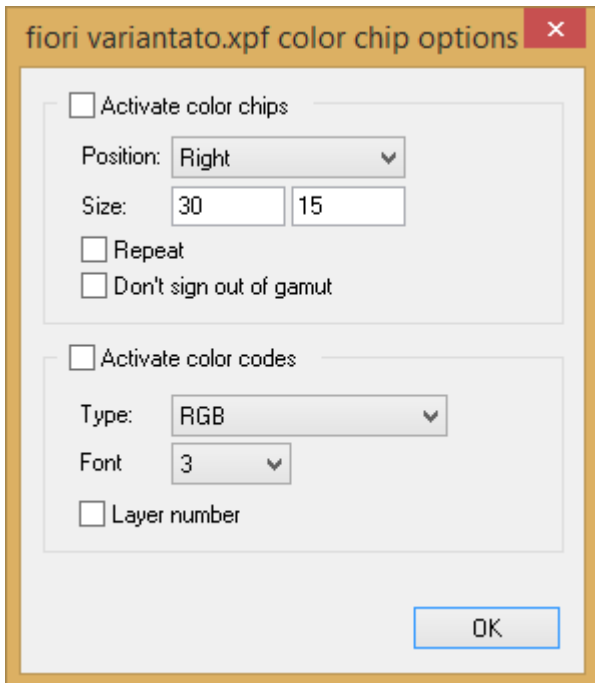 fiori variantato.xpf color chip options
Activate color chips
Position: Right
Size: 30 15
Repeat
Don't sign out of gamut
Activate color codes
Type: RGB
Font 3
Layer number
OK